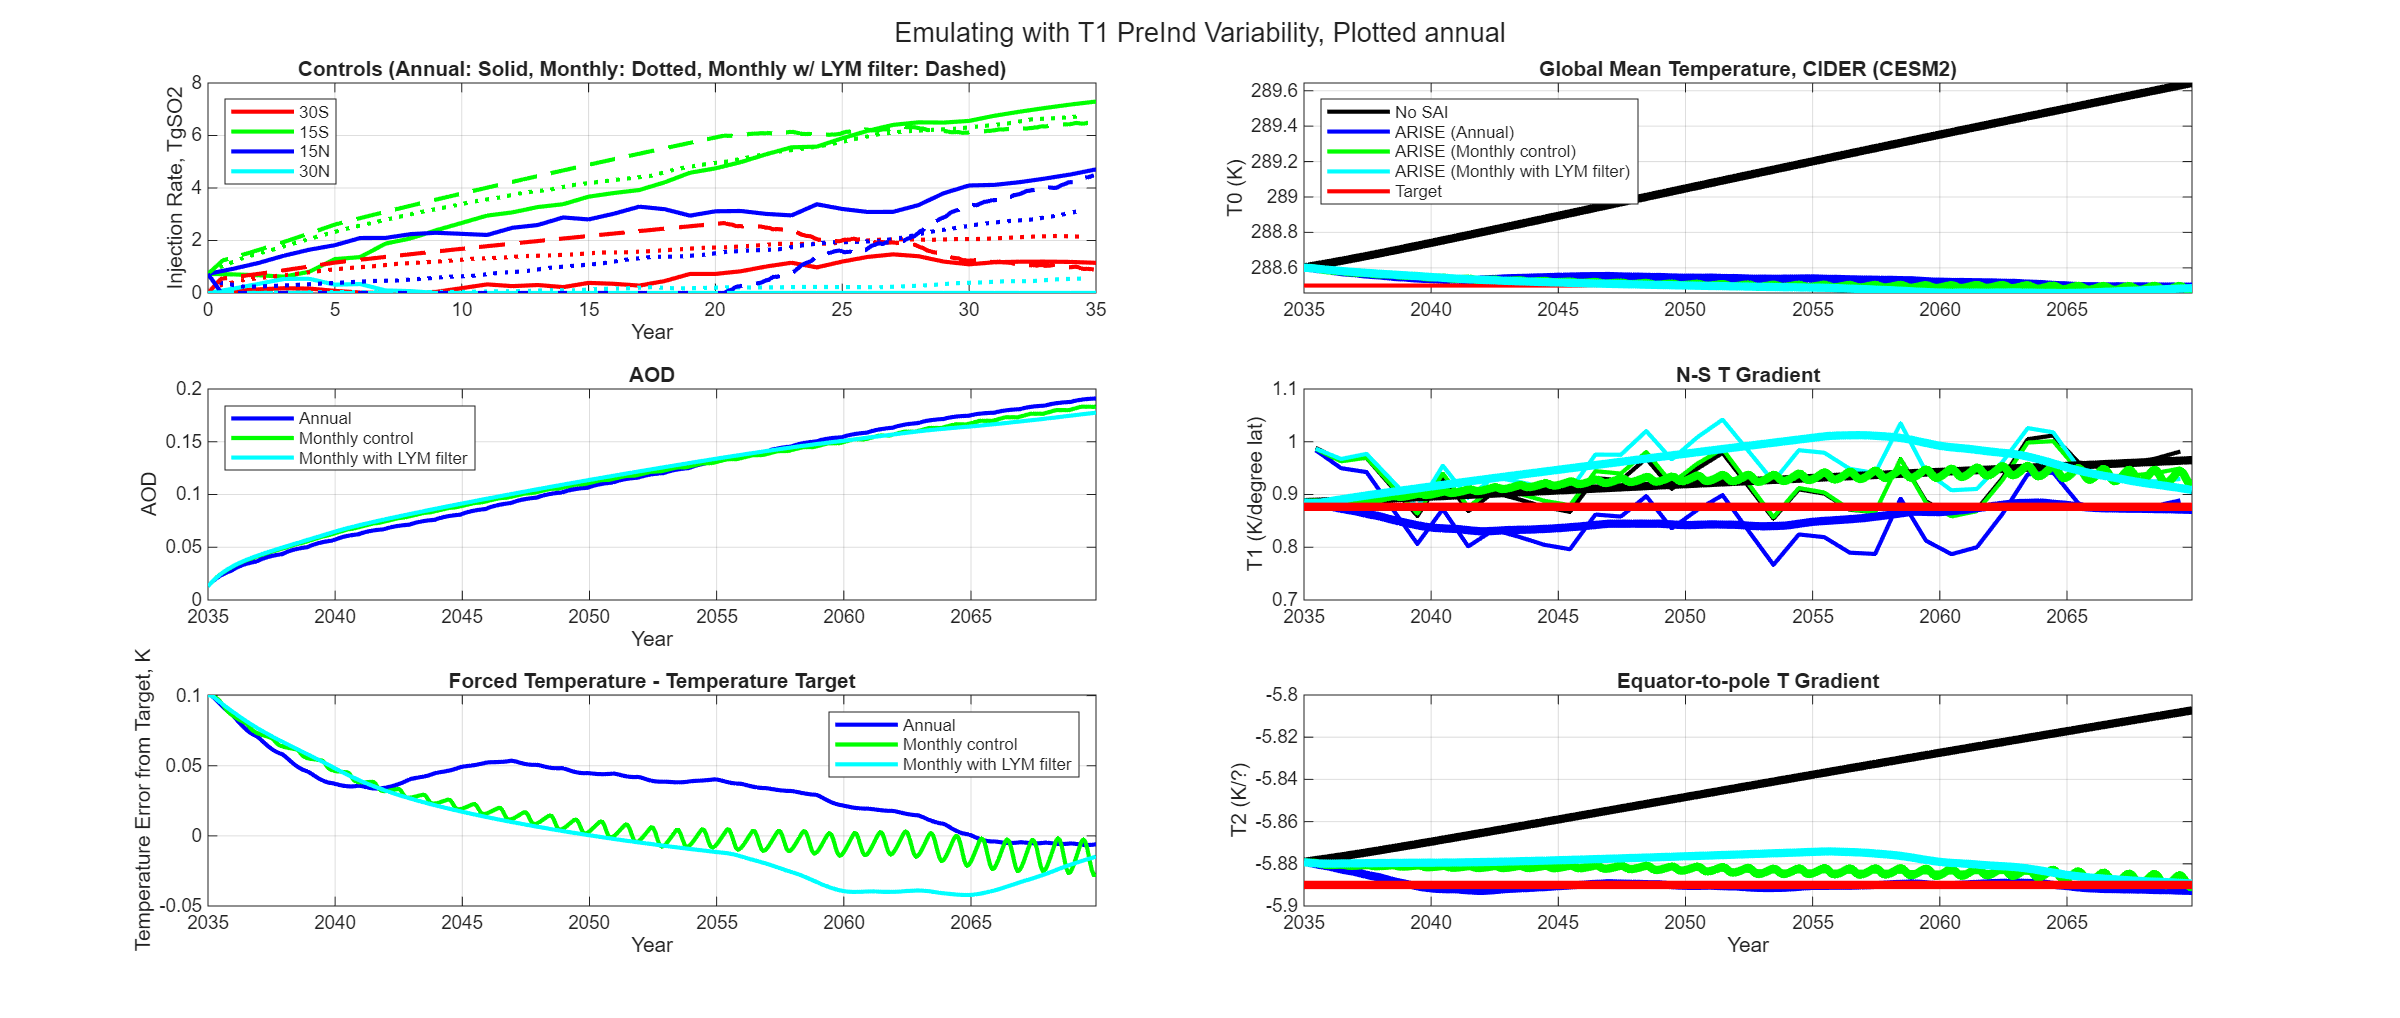 Emulating with T1 PreInd Variability, Plotted annual
Controls (Annual: Solid, Monthly: Dotted, Monthly w/ LYM filter: Dashed)
Injection Rate, TgSO2
8
6
4
2
0
30S
15S
15N
30N
0 5 10 15 20 25 30 35
Year
Global Mean Temperature, CIDER (CESM2)
T0 (K)
289.6
289.4
289.2
289
288.8
288.6
No SAI
ARISE (Annual)
ARISE (Monthly control)
ARISE (Monthly with LYM filter)
Target
2035 2040 2045 2050 2055 2060 2065
AOD
AOD
0.2
0.15
0.1
0.05
0
Annual
Monthly control
Monthly with LYM filter
2035 2040 2045 2050 2055 2060 2065
Year
N-S T Gradient
T1 (K/degree lat)
1.1
1
0.9
0.8
0.7
2035 2040 2045 2050 2055 2060 2065
Forced Temperature - Temperature Target
Temperature Error from Target, K
0.1
0.05
0
-0.05
Annual
Monthly control
Monthly with LYM filter
2035 2040 2045 2050 2055 2060 2065
Year
Equator-to-pole T Gradient
T2 (K/?)
-5.8
-5.82
-5.84
-5.86
-5.88
-5.9
2035 2040 2045 2050 2055 2060 2065
Year